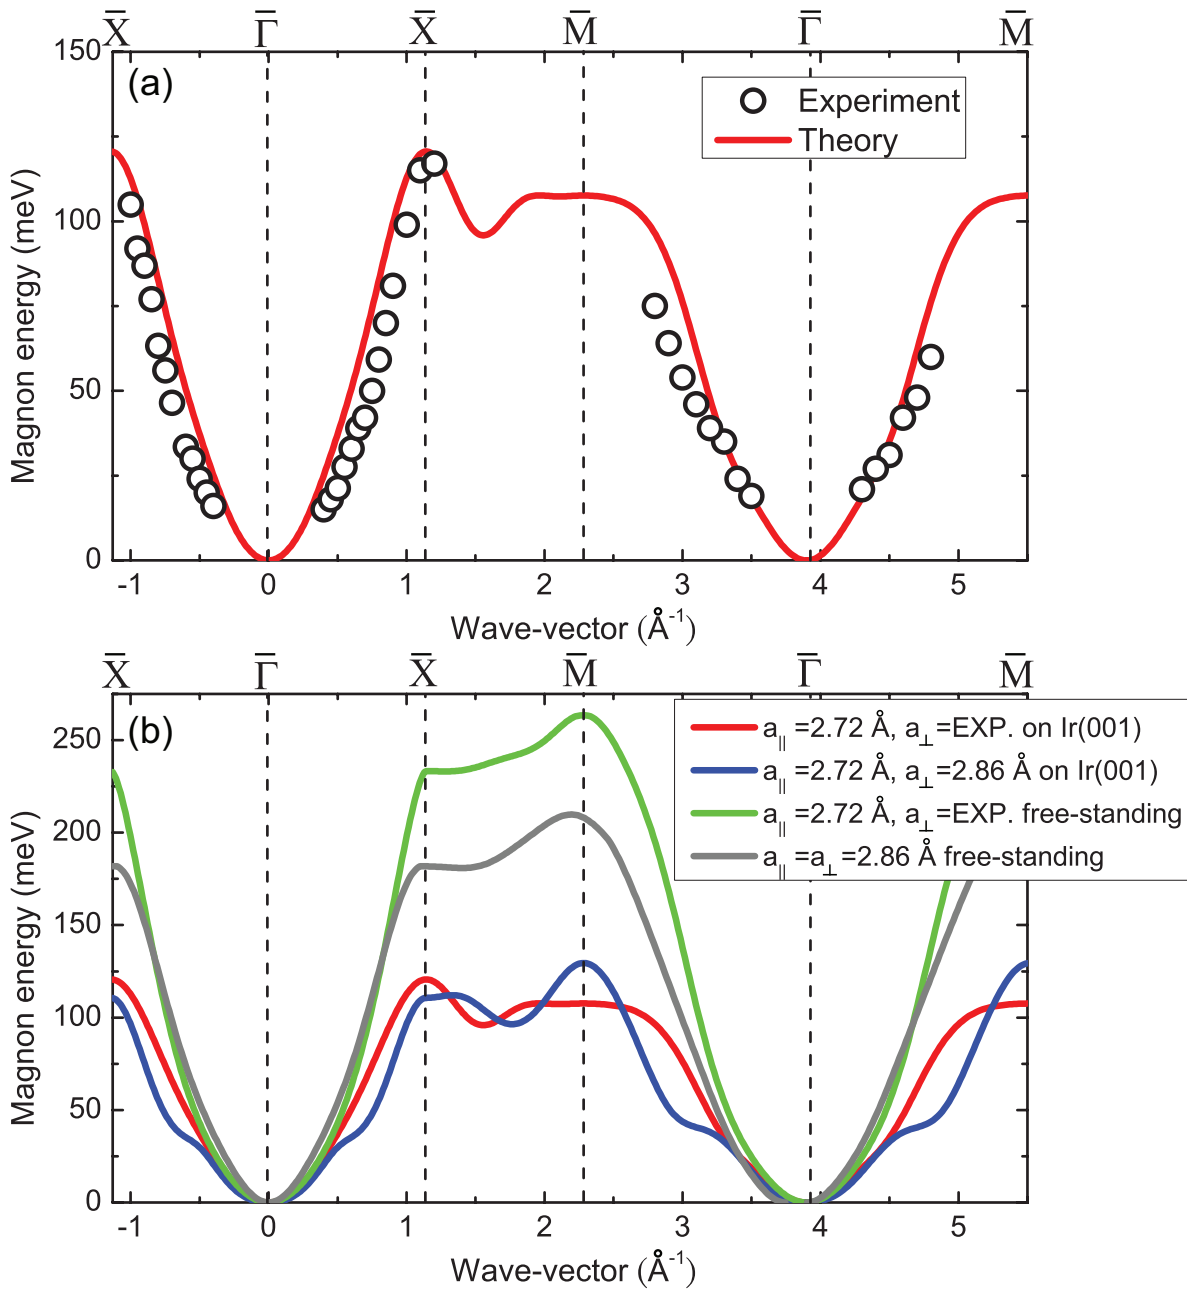 X̅ Γ̅ X̅ M̅ Γ̅ M̅
(a)
Experiment
Theory
150
100
50
0
Magnon energy (meV)
-1 0 1 2 3 4 5
Wave-vector (Å⁻¹)
X̅ Γ̅ X̅ M̅ Γ̅ M̅
(b)
a∥=2.72 Å, a⊥=EXP. on Ir(001)
a∥=2.72 Å, a⊥=2.86 Å on Ir(001)
a∥=2.72 Å, a⊥=EXP. free-standing
a∥=a⊥=2.86 Å free-standing
250
200
150
100
50
0
Magnon energy (meV)
-1 0 1 2 3 4 5
Wave-vector (Å⁻¹)